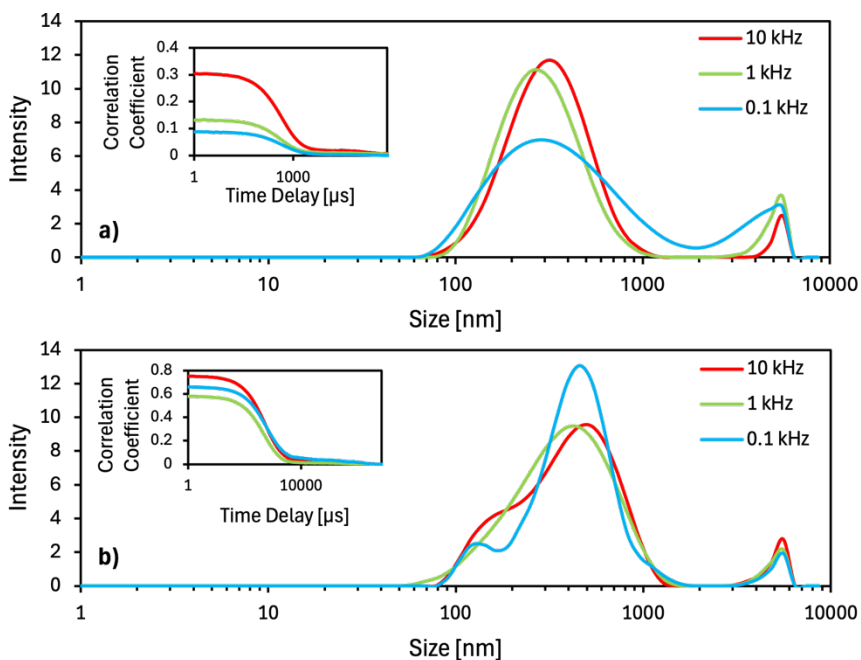 14
12
10
8
6
4
2
0
Intensity
0.4
0.3
0.2
0.1
0
Correlation
Coefficient
1
1000
Time Delay [µs]
10 kHz
1 kHz
0.1 kHz
a)
1
10
100
1000
10000
Size [nm]
14
12
10
8
6
4
2
0
Intensity
0.8
0.6
0.4
0.2
0
Correlation
Coefficient
1
10000
Time Delay [µs]
10 kHz
1 kHz
0.1 kHz
b)
1
10
100
1000
10000
Size [nm]